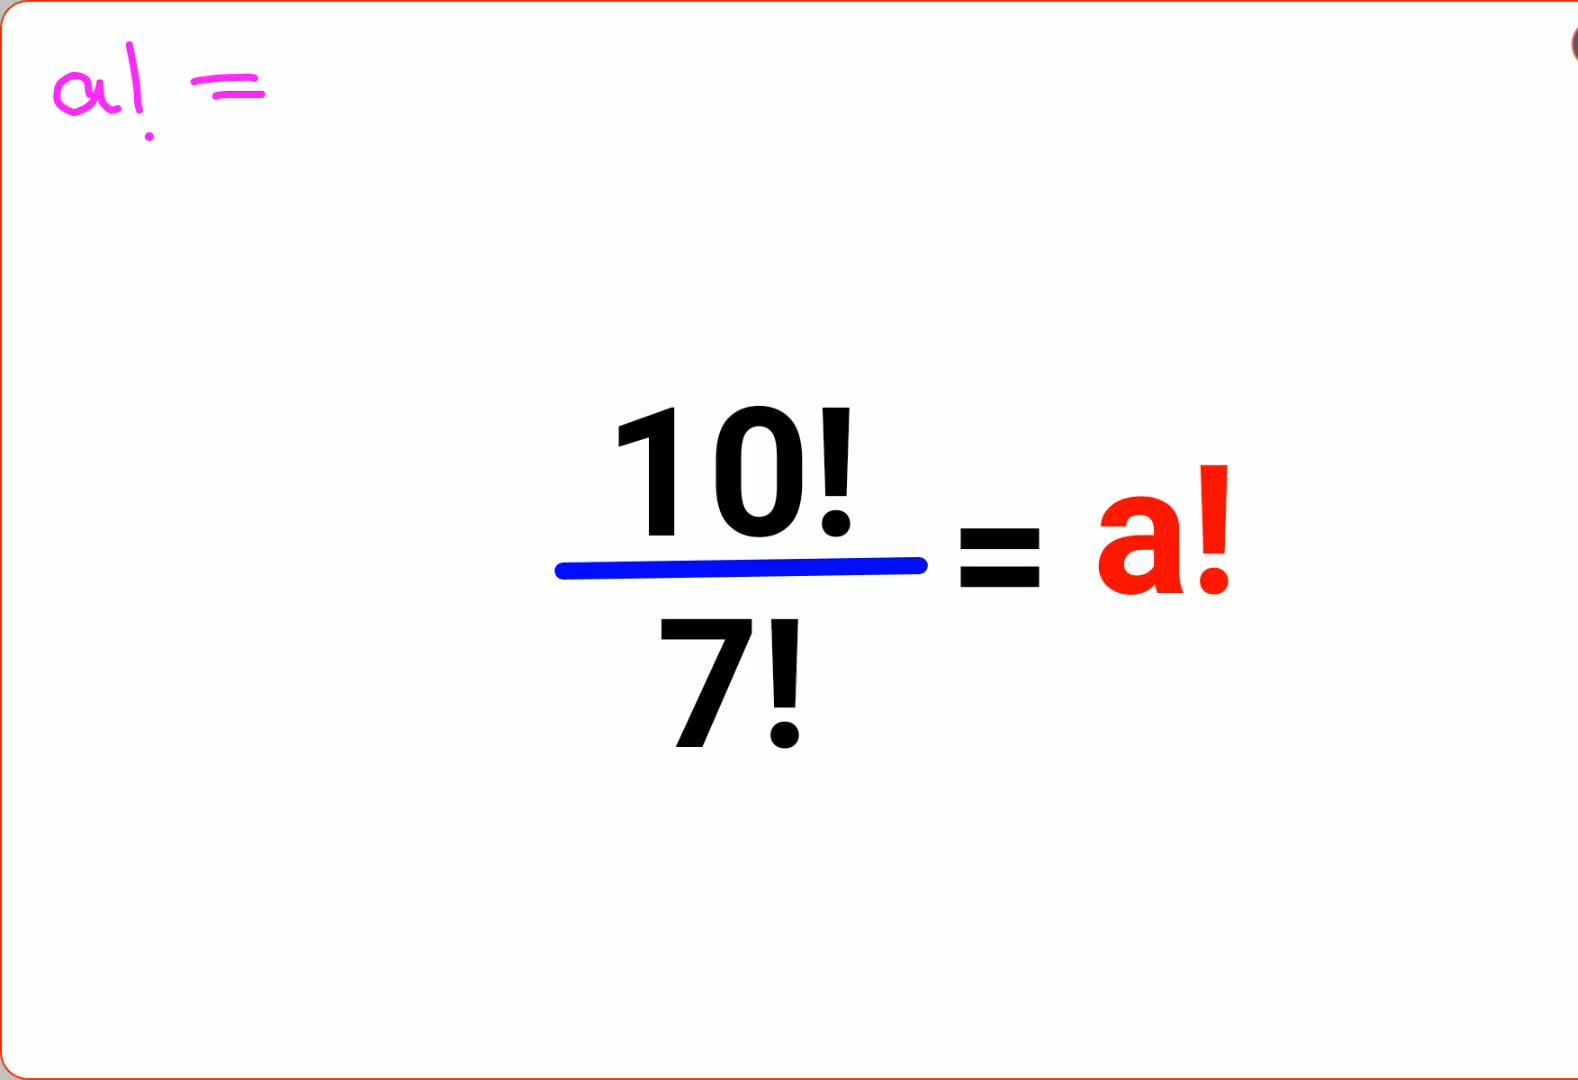 a! =
10!
= a!
7!